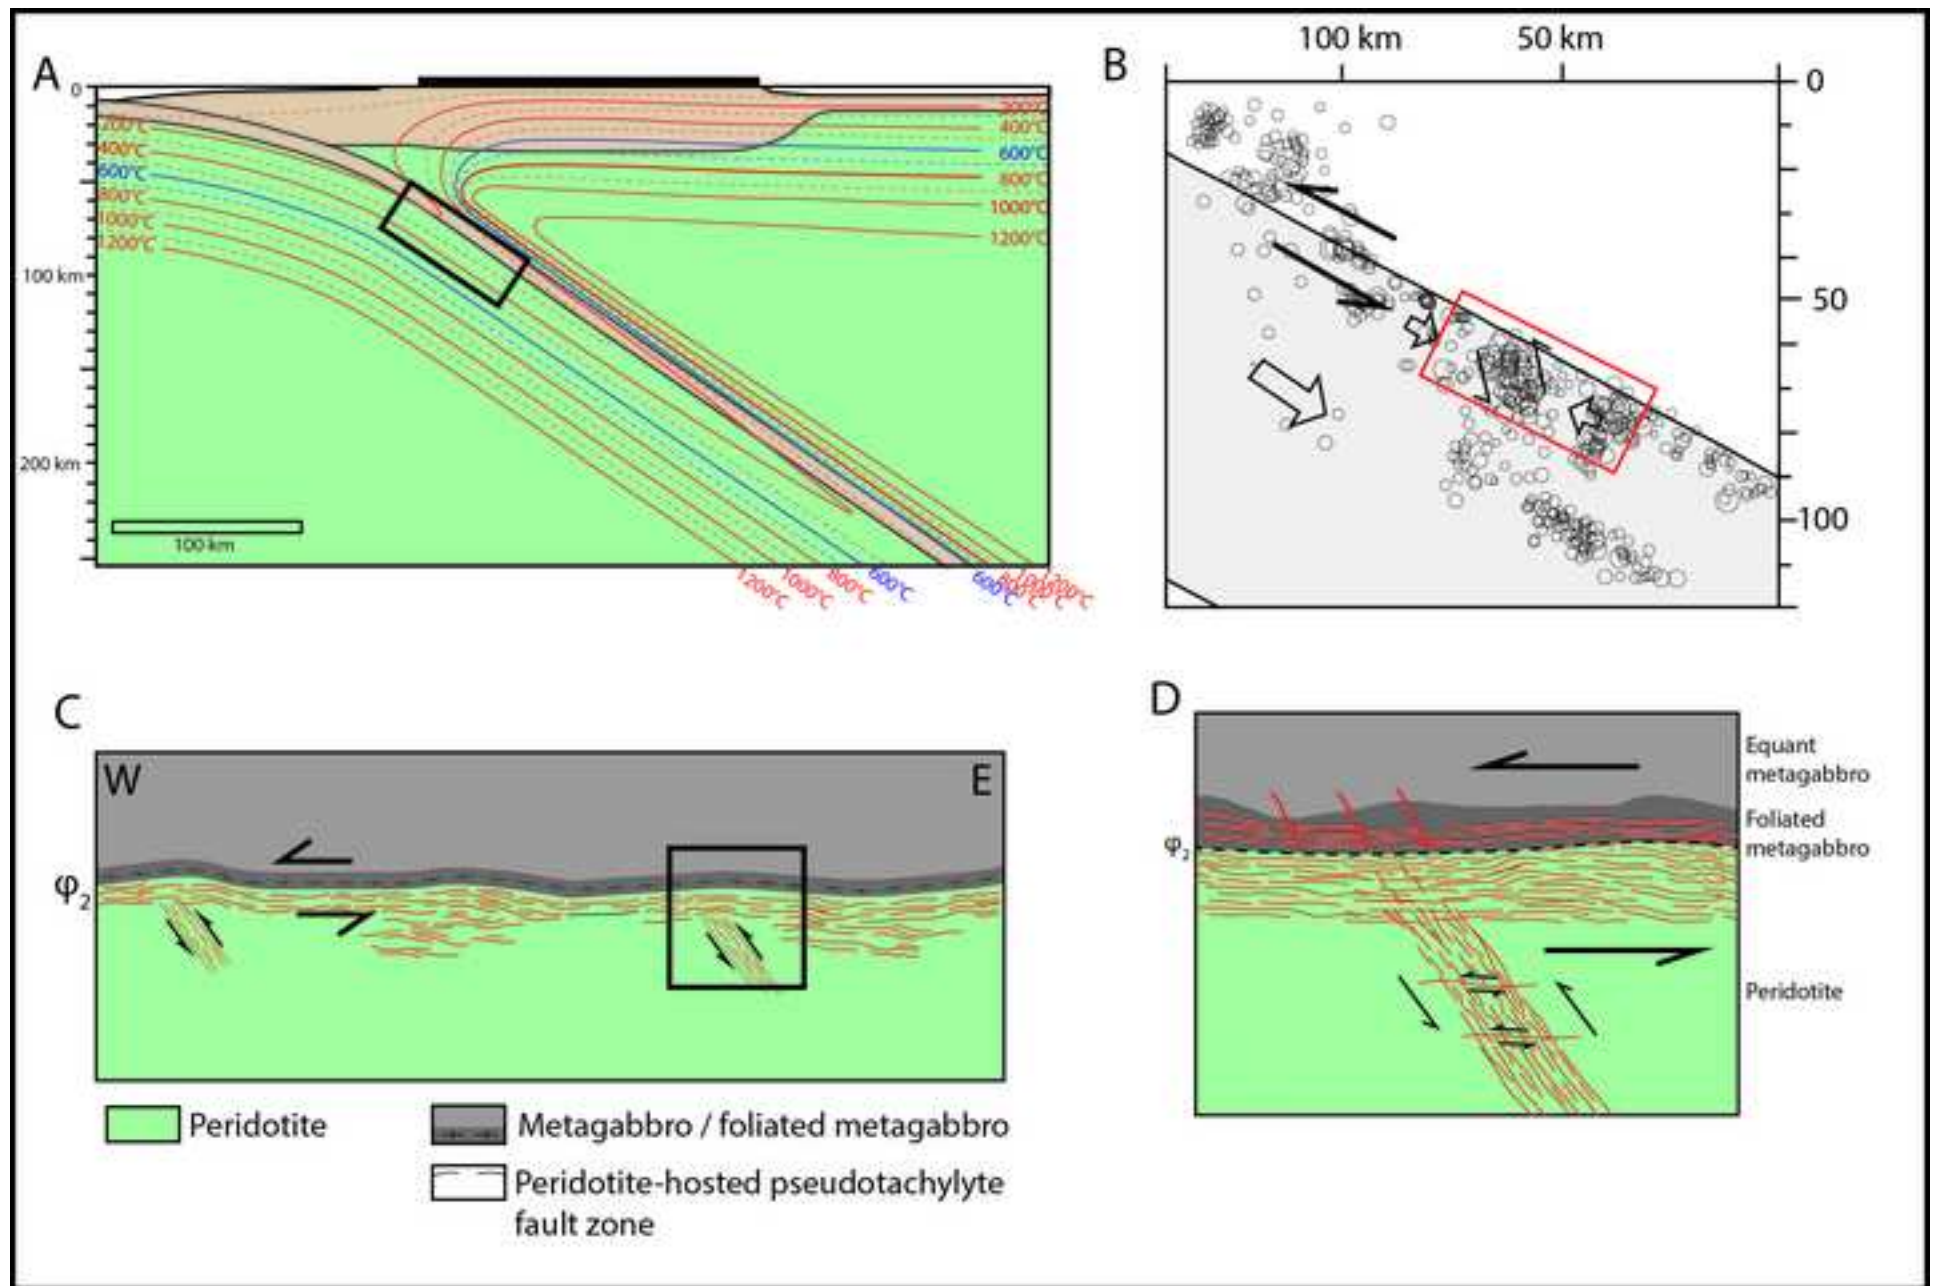 A
0
200°C
400°C
600°C
800°C
1000°C
1200°C
100 km
200 km
100 km
200°C
400°C
600°C
800°C
1000°C
1200°C
1200°C
1000°C
800°C
600°C
600°C
1200°C
B
100 km 50 km
0
50
100
C
W E
φ2
Peridotite
Metagabbro / foliated metagabbro
Peridotite-hosted pseudotachylyte
fault zone
D
Equant
metagabbro
Foliated
metagabbro
φ2
Peridotite